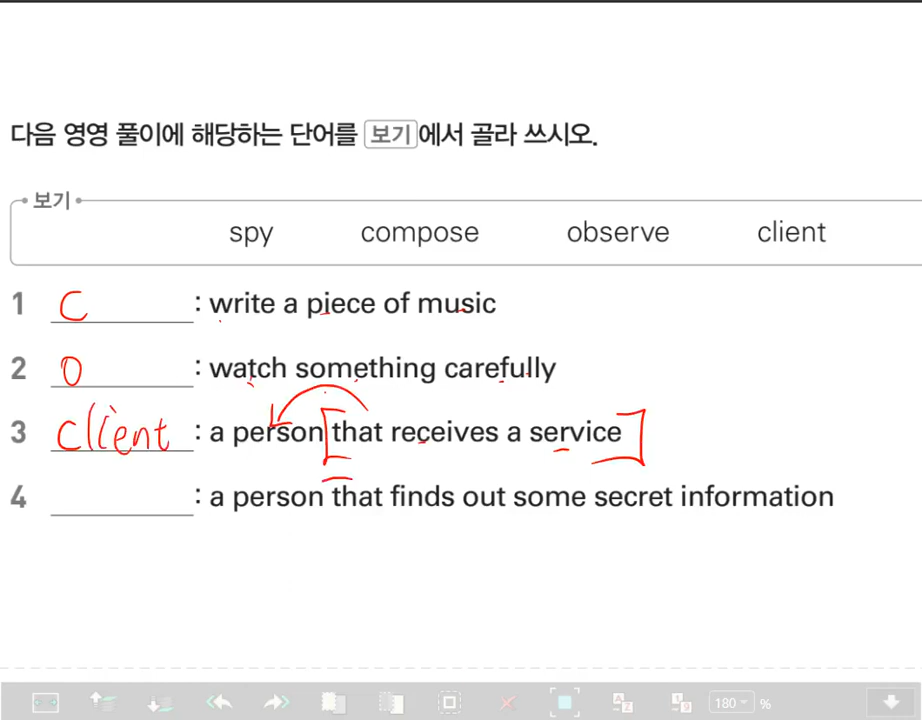 다음 영영 풀이에 해당하는 단어를 보기 에서 골라 쓰시오.
보기
spy compose observe client
1 C : write a piece of music
2 O : watch something carefully
3 client : a person [that receives a service]
4 : a person that finds out some secret information
180 %